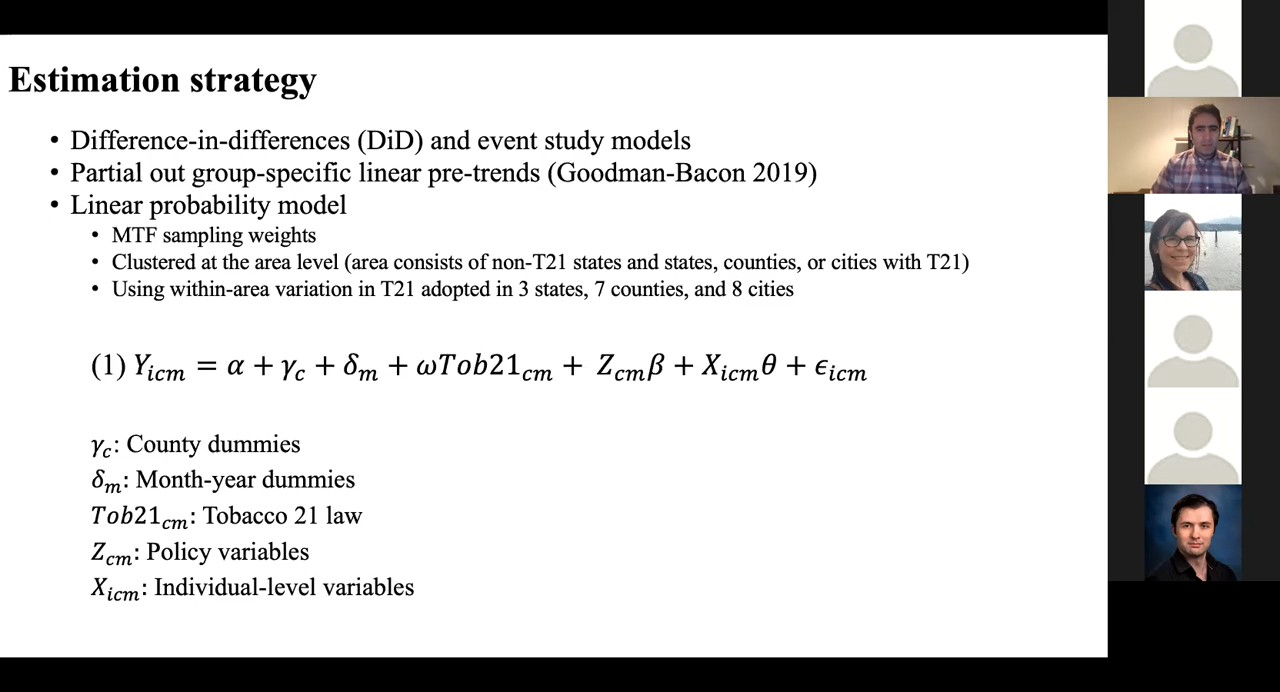 Estimation strategy
• Difference-in-differences (DiD) and event study models
• Partial out group-specific linear pre-trends (Goodman-Bacon 2019)
• Linear probability model
• MTF sampling weights
• Clustered at the area level (area consists of non-T21 states and states, counties, or cities with T21)
• Using within-area variation in T21 adopted in 3 states, 7 counties, and 8 cities
(1) Y_icm = α + γ_c + δ_m + ωTob21_cm + Z_cmβ + X_icmθ + ϵ_icm
γ_c: County dummies
δ_m: Month-year dummies
Tob21_cm: Tobacco 21 law
Z_cm: Policy variables
X_icm: Individual-level variables